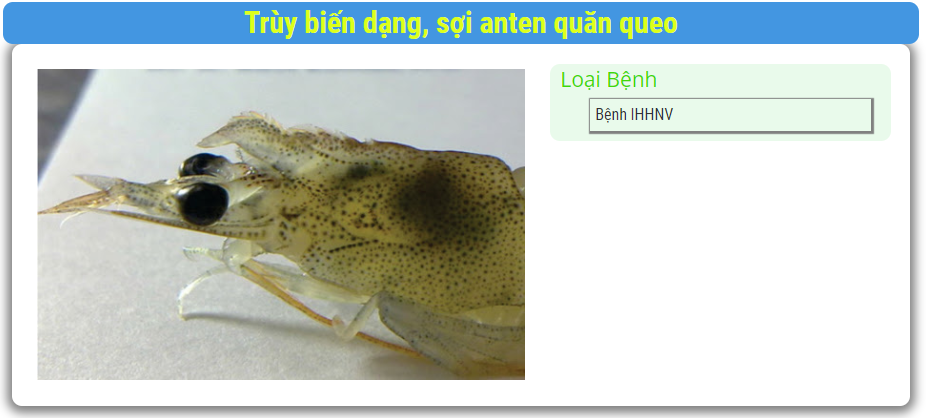 Trùy biến dạng, sợi anten quăn queo
Loại Bệnh
Bệnh IHHNV